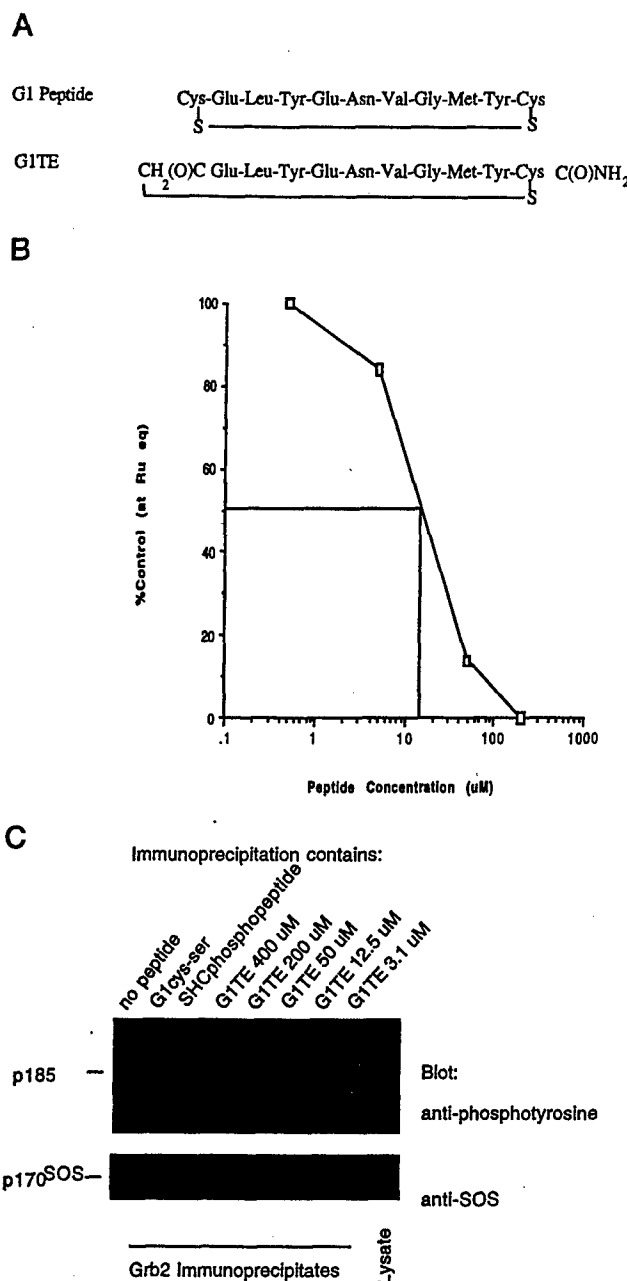 A
G1 Peptide
Cys-Glu-Leu-Tyr-Glu-Asn-Val-Gly-Met-Tyr-Cys
S S
G1TE
CH2(O)C Glu-Leu-Tyr-Glu-Asn-Val-Gly-Met-Tyr-Cys C(O)NH2
S
B
%Control (at Ru eq)
100
80
60
40
20
0
.1 1 10 100 1000
Peptide Concentration (uM)
C
Immunoprecipitation contains:
no peptide
G1cys-ser
SHCphosphopeptide
G1TE 400 uM
G1TE 200 uM
G1TE 50 uM
G1TE 12.5 uM
G1TE 3.1 uM
p185
Blot:
anti-phosphotyrosine
p170SOS
anti-SOS
Grb2 Immunoprecipitates
Lysate